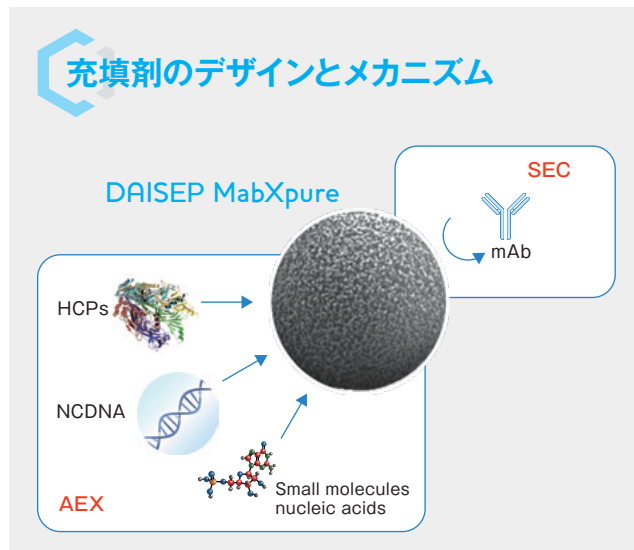 充填剤のデザインとメカニズム
DAISEP MabXpure
SEC
mAb
HCPs
NCDNA
Small molecules
nucleic acids
AEX